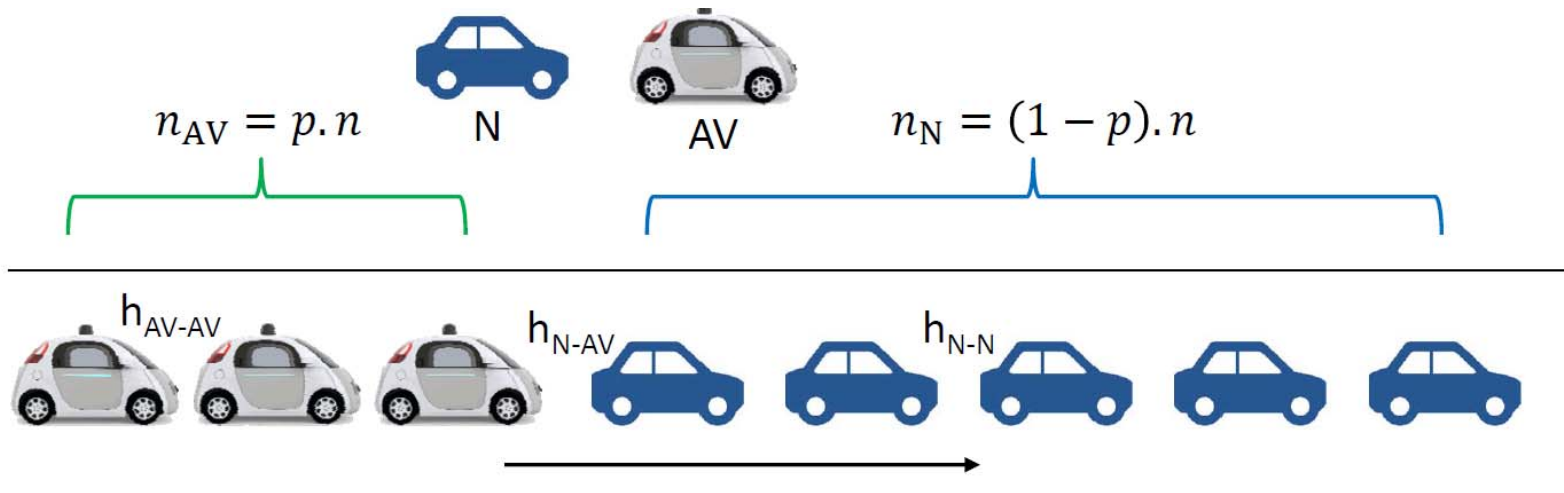 n_AV = p.n
N
AV
n_N = (1 − p).n
h_AV-AV
h_N-AV
h_N-N